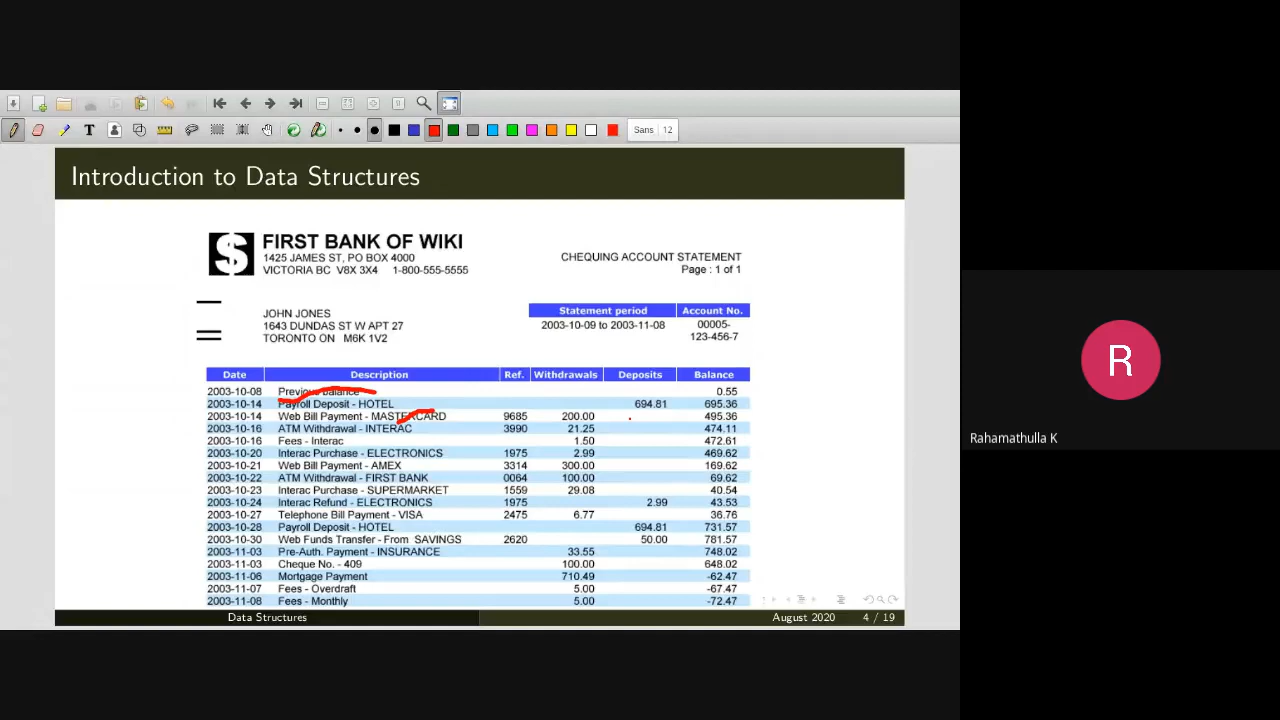 T
Sans 12
Introduction to Data Structures
$ FIRST BANK OF WIKI
1425 JAMES ST, PO BOX 4000
VICTORIA BC V8X 3X4 1-800-555-5555
CHEQUING ACCOUNT STATEMENT
Page : 1 of 1
JOHN JONES
1643 DUNDAS ST W APT 27
TORONTO ON M6K 1V2
Statement period Account No.
2003-10-09 to 2003-11-08 00005-
123-456-7
Date Description Ref. Withdrawals Deposits Balance
2003-10-08 Previous balance 0.55
2003-10-14 Payroll Deposit - HOTEL 694.81 695.36
2003-10-14 Web Bill Payment - MASTERCARD 9685 200.00 495.36
2003-10-16 ATM Withdrawal - INTERAC 3990 21.25 474.11
2003-10-16 Fees - Interac 1.50 472.61
2003-10-20 Interac Purchase - ELECTRONICS 1975 2.99 469.62
2003-10-21 Web Bill Payment - AMEX 3314 300.00 169.62
2003-10-22 ATM Withdrawal - FIRST BANK 0064 100.00 69.62
2003-10-23 Interac Purchase - SUPERMARKET 1559 29.08 40.54
2003-10-24 Interac Refund - ELECTRONICS 1975 2.99 43.53
2003-10-27 Telephone Bill Payment - VISA 2475 6.77 36.76
2003-10-28 Payroll Deposit - HOTEL 694.81 731.57
2003-10-30 Web Funds Transfer - From SAVINGS 2620 50.00 781.57
2003-11-03 Pre-Auth. Payment - INSURANCE 33.55 748.02
2003-11-03 Cheque No. - 409 100.00 648.02
2003-11-06 Mortgage Payment 710.49 -62.47
2003-11-07 Fees - Overdraft 5.00 -67.47
2003-11-08 Fees - Monthly 5.00 -72.47
Data Structures August 2020 4 / 19
R
Rahamathulla K